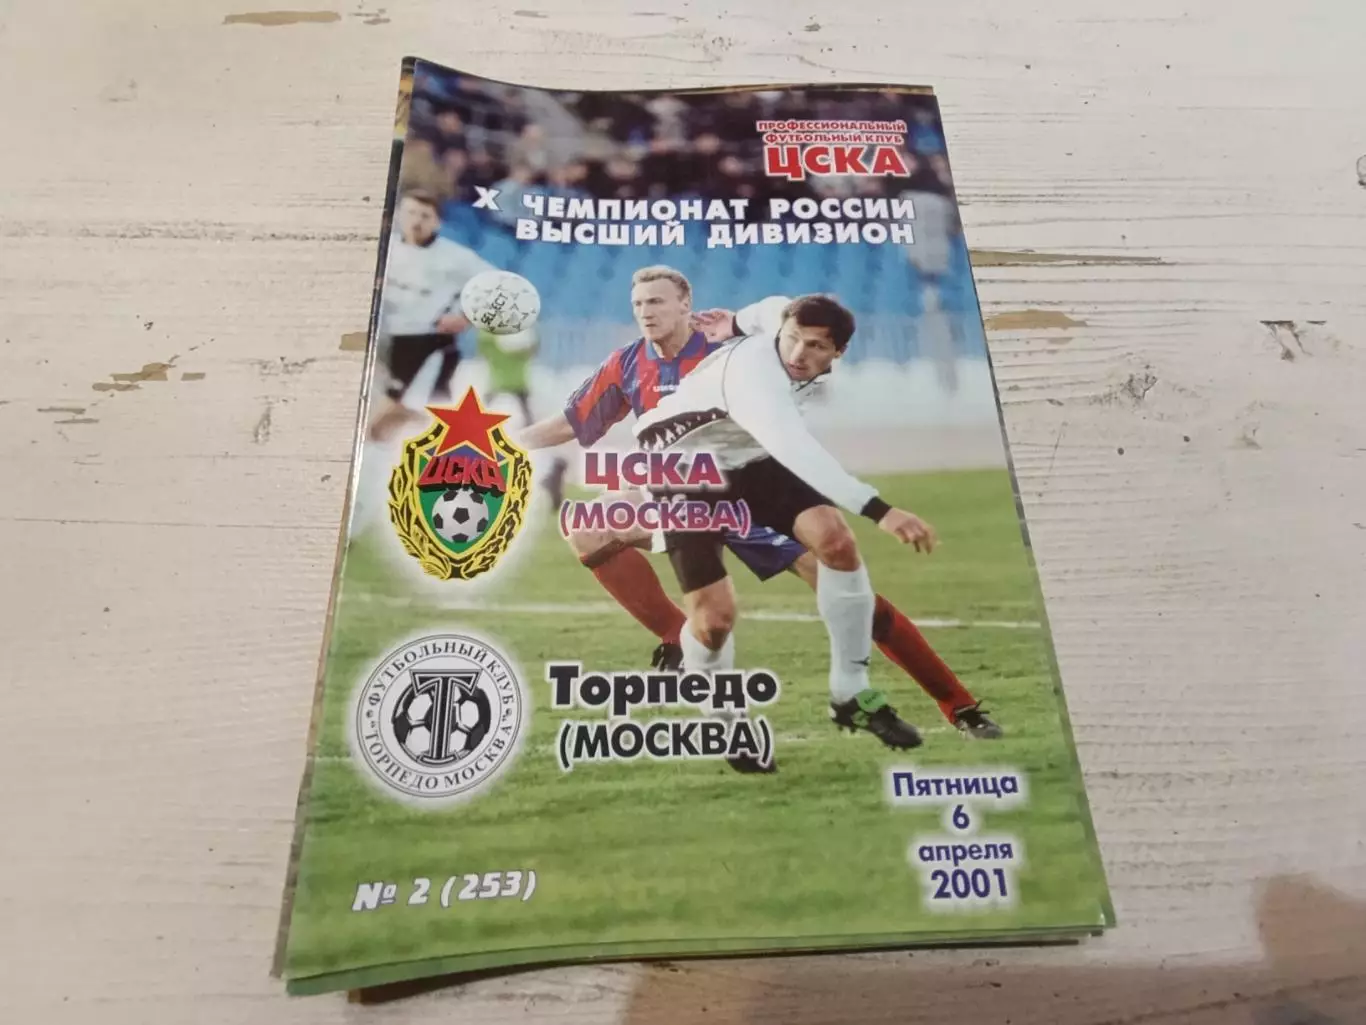 ПРОФЕССИОНАЛЬНЫЙ
ФУТБОЛЬНЫЙ КЛУБ
ЦСКА
X ЧЕМПИОНАТ РОССИИ
ВЫСШИЙ ДИВИЗИОН
SELECT
ЦСКА
ЦСКА
(МОСКВА)
ФУТБОЛЬНЫЙ КЛУБ
"ТОРПЕДО МОСКВА"
Т
Торпедо
(МОСКВА)
Пятница
6
апреля
2001
№ 2 (253)